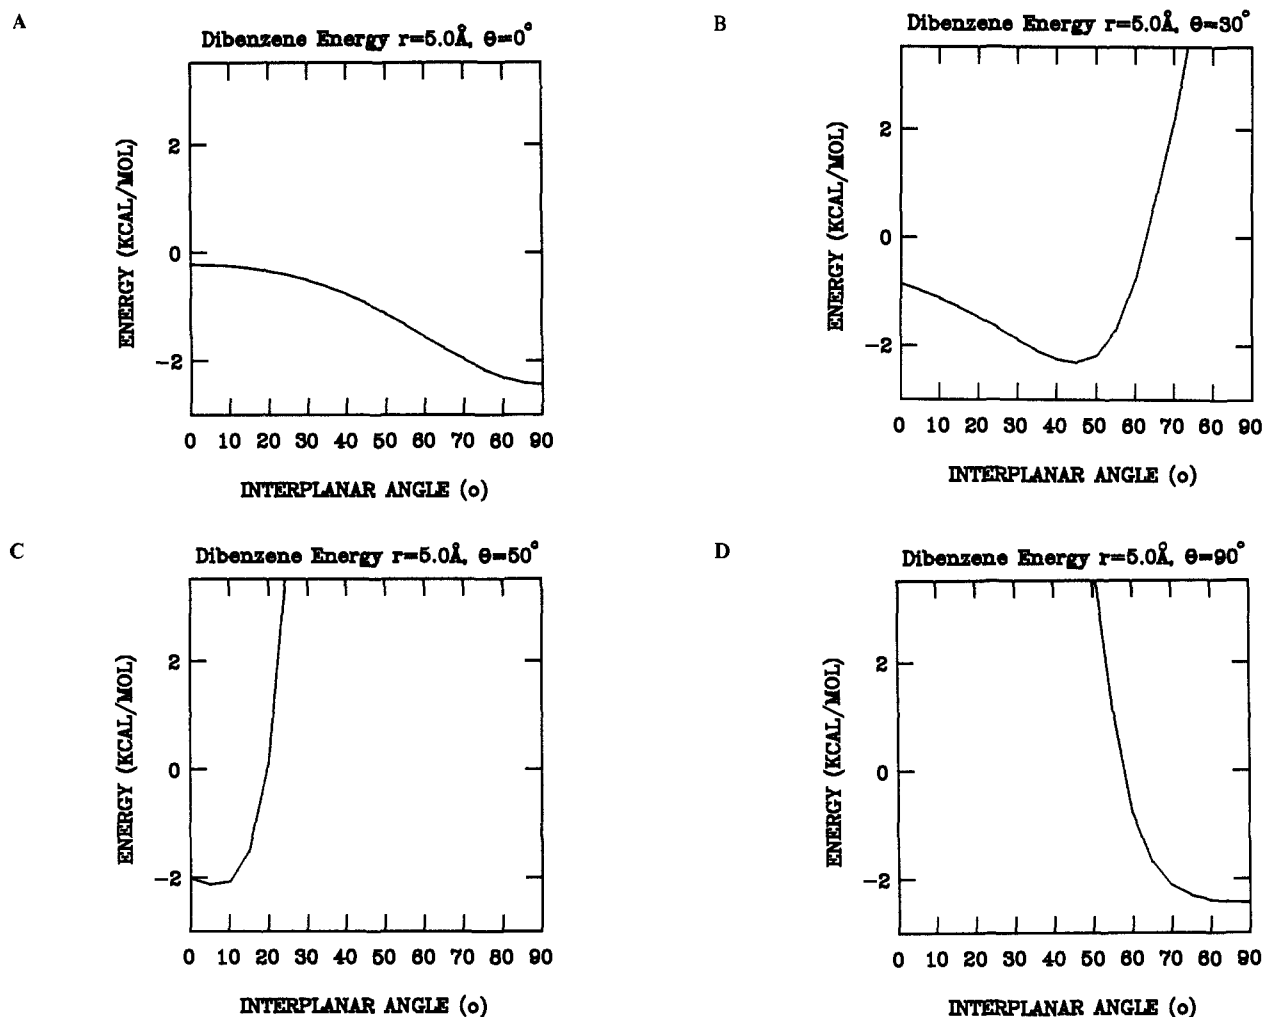 A
Dibenzene Energy r=5.0Å, Θ=0°
ENERGY (KCAL/MOL)
2
0
-2
0 10 20 30 40 50 60 70 80 90
INTERPLANAR ANGLE (o)
B
Dibenzene Energy r=5.0Å, Θ=30°
ENERGY (KCAL/MOL)
2
0
-2
0 10 20 30 40 50 60 70 80 90
INTERPLANAR ANGLE (o)
C
Dibenzene Energy r=5.0Å, Θ=50°
ENERGY (KCAL/MOL)
2
0
-2
0 10 20 30 40 50 60 70 80 90
INTERPLANAR ANGLE (o)
D
Dibenzene Energy r=5.0Å, Θ=90°
ENERGY (KCAL/MOL)
2
0
-2
0 10 20 30 40 50 60 70 80 90
INTERPLANAR ANGLE (o)